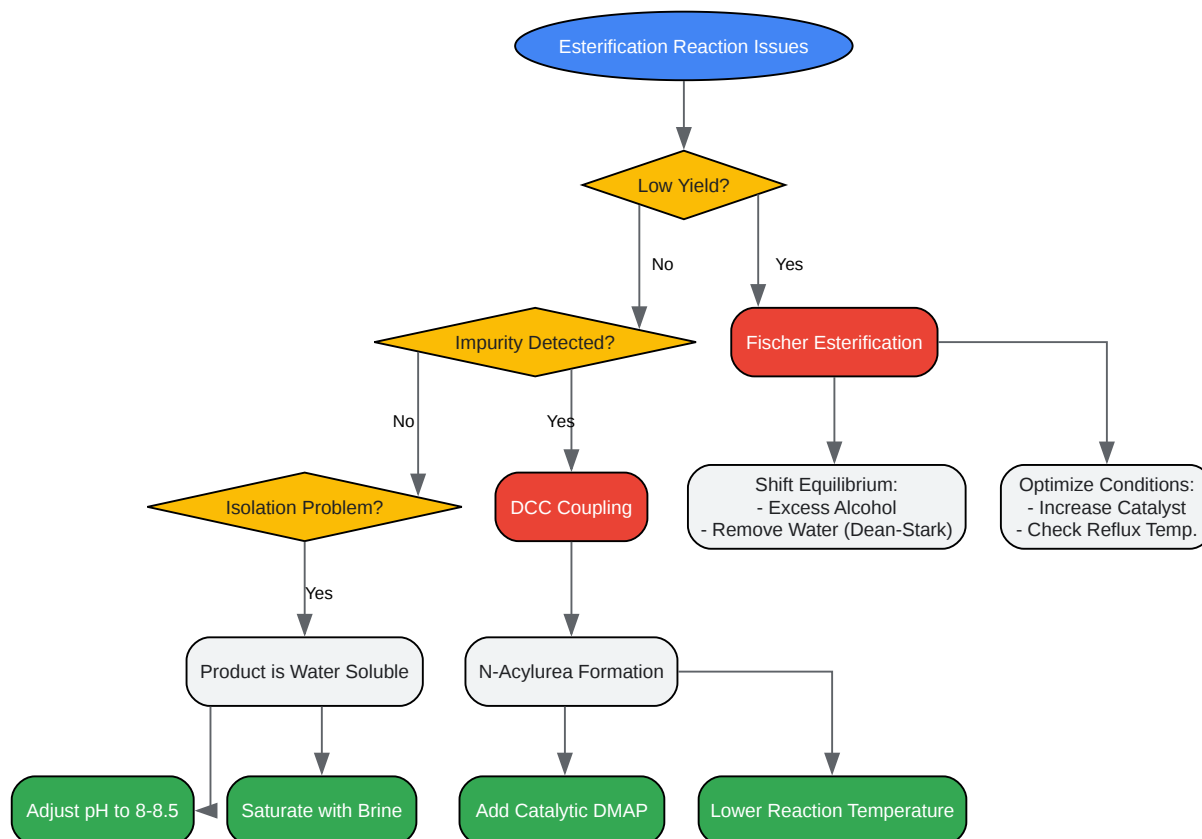 Esterification Reaction Issues
Low Yield?
No
Yes
Impurity Detected?
Fischer Esterification
No
Yes
Isolation Problem?
DCC Coupling
Shift Equilibrium:
- Excess Alcohol
- Remove Water (Dean-Stark)
Optimize Conditions:
- Increase Catalyst
- Check Reflux Temp.
Yes
Product is Water Soluble
N-Acylurea Formation
Adjust pH to 8-8.5
Saturate with Brine
Add Catalytic DMAP
Lower Reaction Temperature